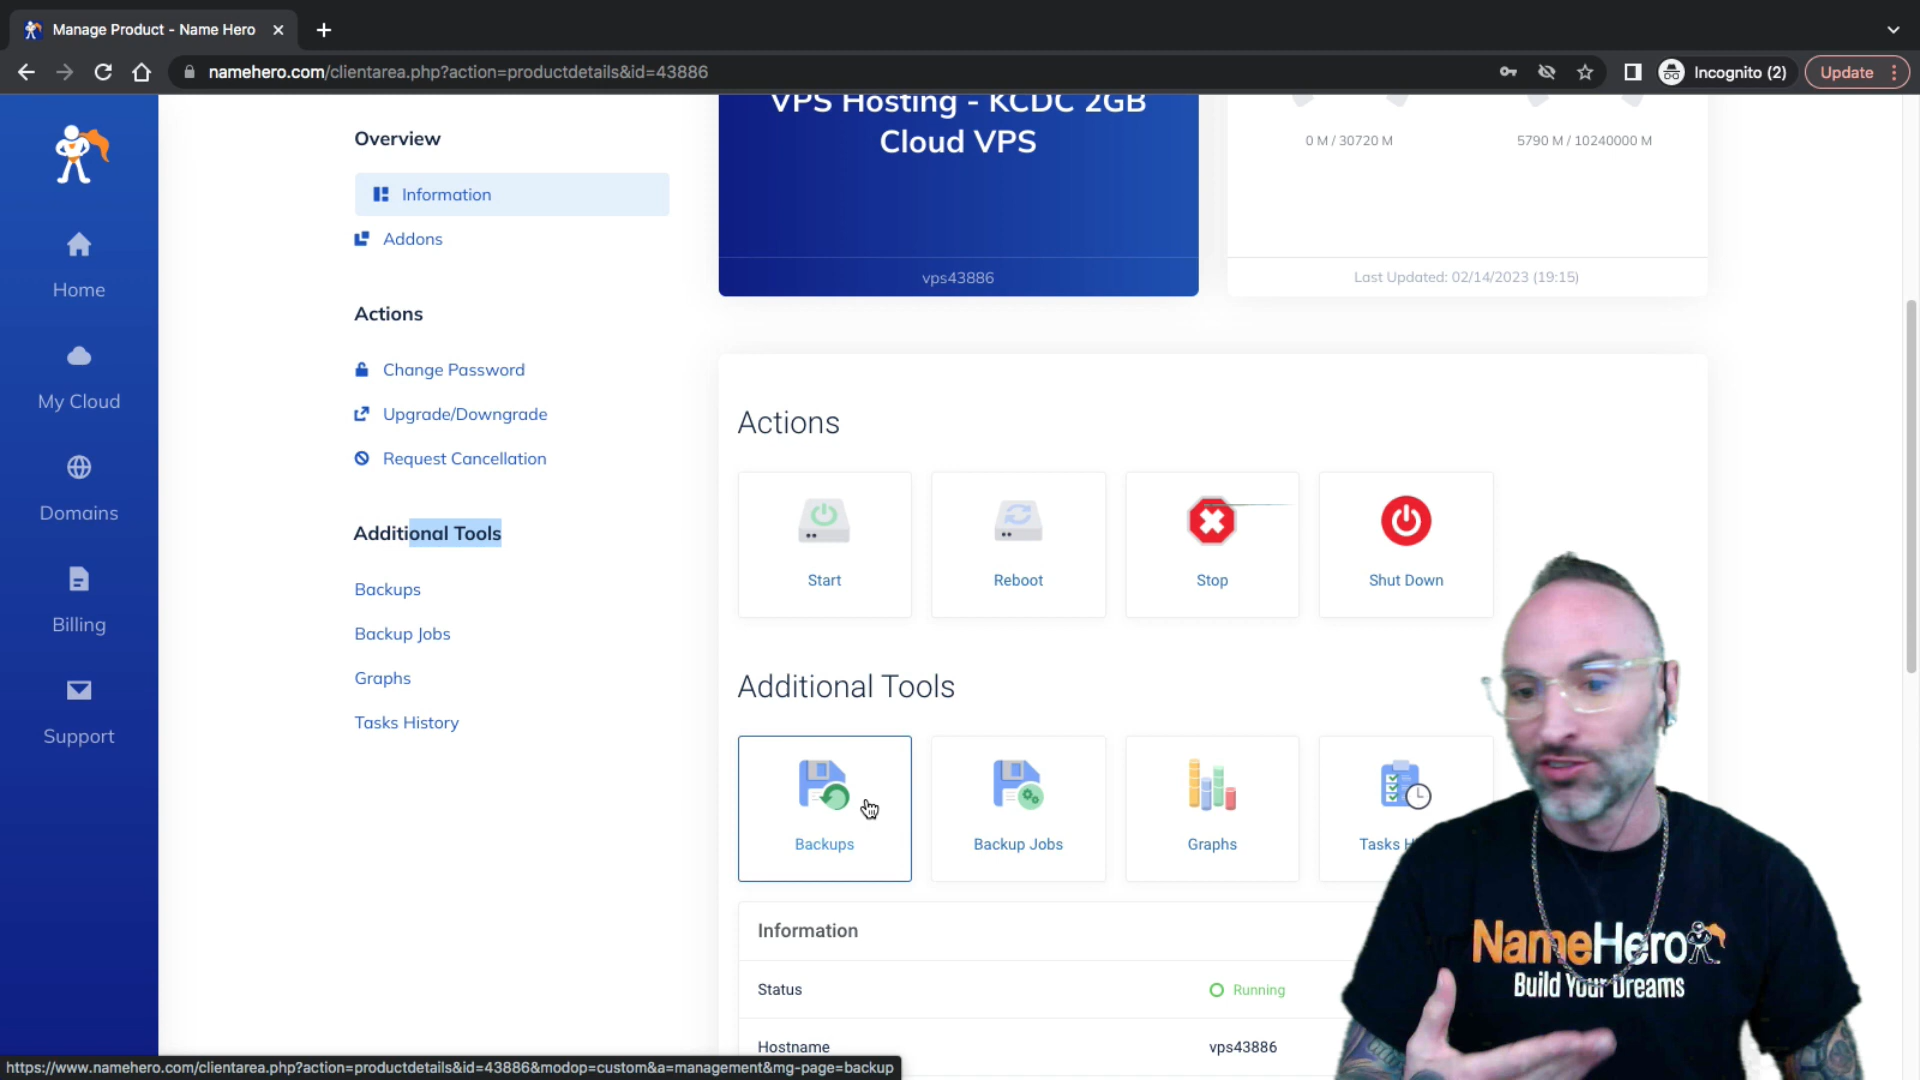 Manage Product - Name Hero
namehero.com/clientarea.php?action=productdetails&id=43886
Incognito (2)
Update
Home
My Cloud
Domains
Billing
Support
Overview
Information
Addons
Actions
Change Password
Upgrade/Downgrade
Request Cancellation
Additional Tools
Backups
Backup Jobs
Graphs
Tasks History
VPS Hosting - KCDC 2GB
Cloud VPS
vps43886
0 M / 30720 M
5790 M / 10240000 M
Last Updated: 02/14/2023 (19:15)
Actions
Start
Reboot
Stop
Shut Down
Additional Tools
Backups
Backup Jobs
Graphs
Tasks
Information
Status
Running
Hostname
vps43886
NameHero
Build Your Dreams
https://www.namehero.com/clientarea.php?action=productdetails&id=43886&modop=custom&a=management&mg-page=backup